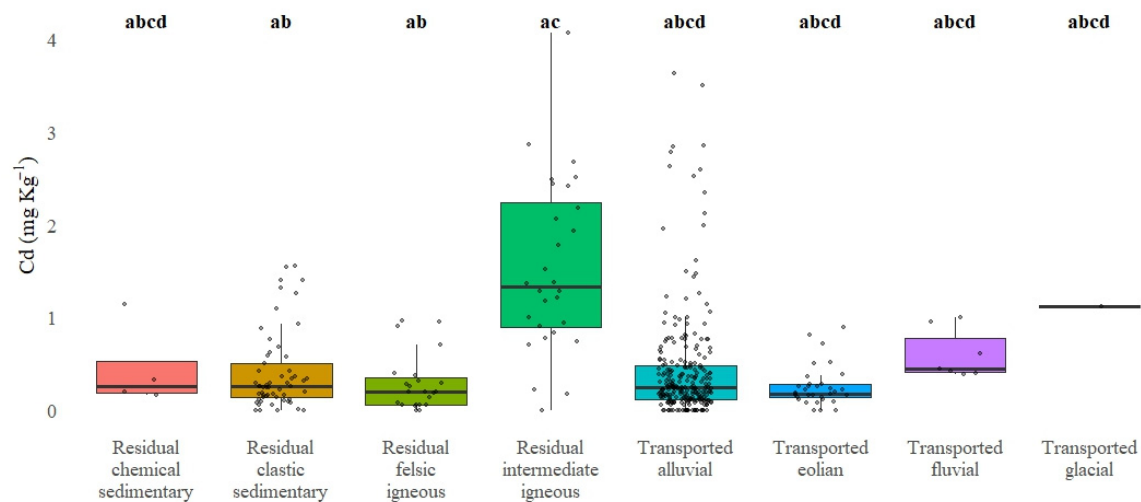 abcd ab ab ac abcd abcd abcd abcd
4
3
2
1
0
Cd (mg Kg⁻¹)
Residual
chemical
sedimentary
Residual
clastic
sedimentary
Residual
felsic
igneous
Residual
intermediate
igneous
Transported
alluvial
Transported
eolian
Transported
fluvial
Transported
glacial